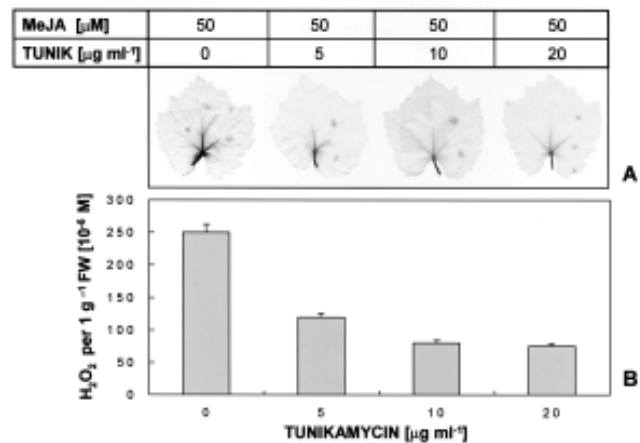 MeJA [µM] 50 50 50 50
TUNIK [µg ml⁻¹] 0 5 10 20
A
H₂O₂ per 1 g⁻¹ FW [10⁻⁶ M]
300
250
200
150
100
50
0
0 5 10 20
TUNIKAMYCIN [µg ml⁻¹]
B